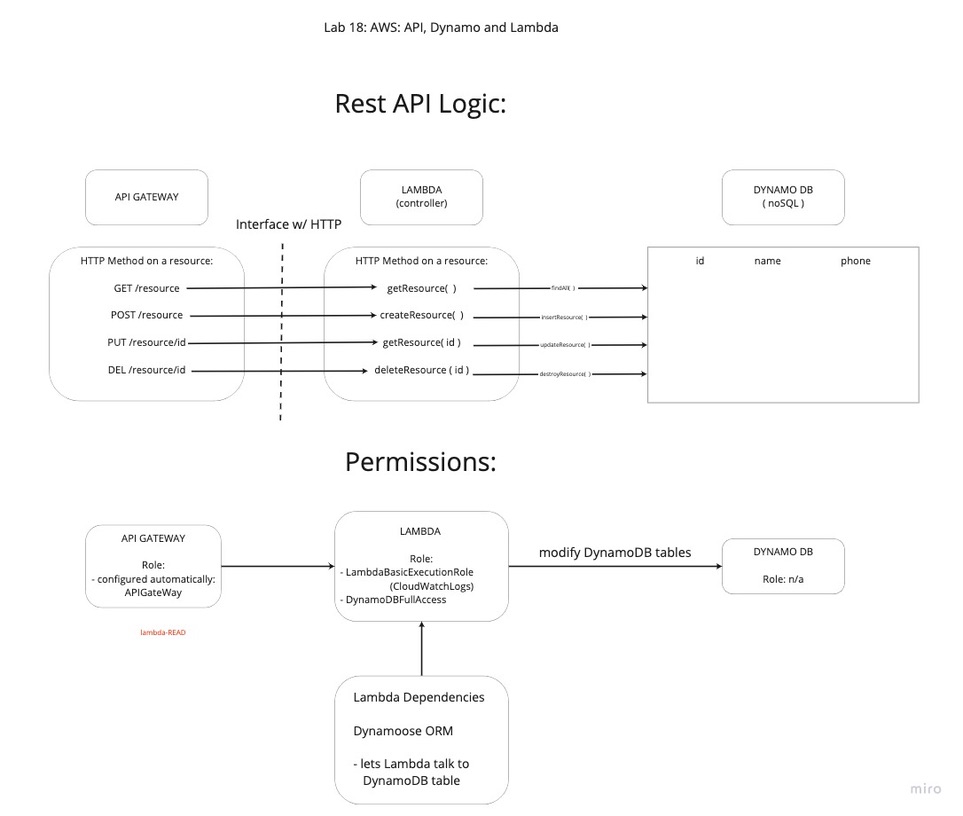 Lab 18: AWS: API, Dynamo and Lambda
Rest API Logic:
API GATEWAY
LAMBDA
(controller)
DYNAMO DB
( noSQL )
Interface w/ HTTP
HTTP Method on a resource:
GET /resource
POST /resource
PUT /resource/id
DEL /resource/id
HTTP Method on a resource:
getResource( )
createResource( )
getResource( id )
deleteResource ( id )
findAll( )
insertResource( )
updateResource( )
destroyResource( )
id name phone
Permissions:
API GATEWAY
Role:
- configured automatically:
APIGateWay
lambda-READ
LAMBDA
Role:
- LambdaBasicExecutionRole
(CloudWatchLogs)
- DynamoDBFullAccess
modify DynamoDB tables
DYNAMO DB
Role: n/a
Lambda Dependencies
Dynamoose ORM
- lets Lambda talk to
DynamoDB table
miro